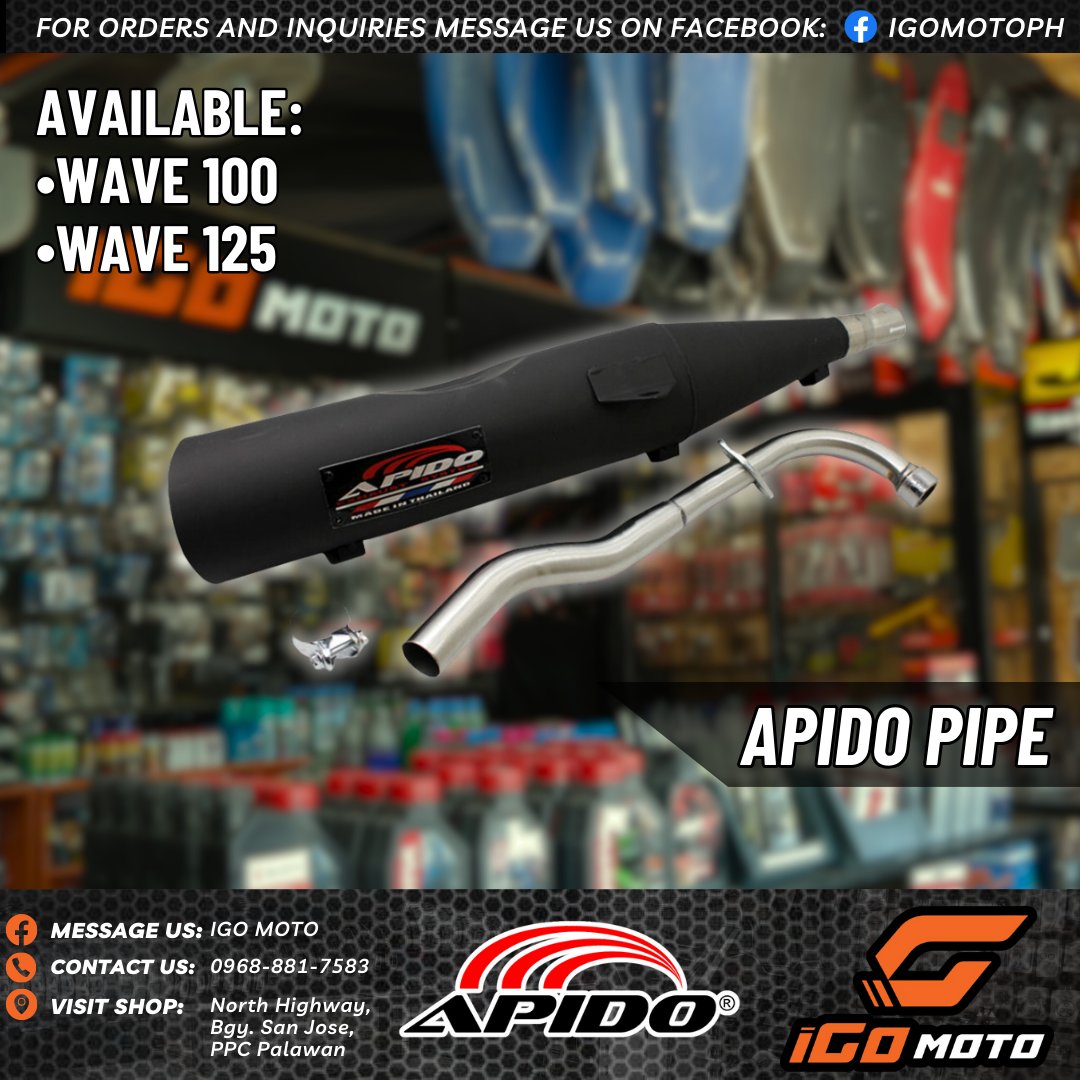 FOR ORDERS AND INQUIRIES MESSAGE US ON FACEBOOK: IGOMOTOPH
AVAILABLE:
•WAVE 100
•WAVE 125
iGO MOTO
APIDO
MADE IN THAILAND
APIDO PIPE
MESSAGE US: IGO MOTO
CONTACT US: 0968-881-7583
VISIT SHOP: North Highway,
Bgy. San Jose,
PPC Palawan
APIDO®
iGO MOTO